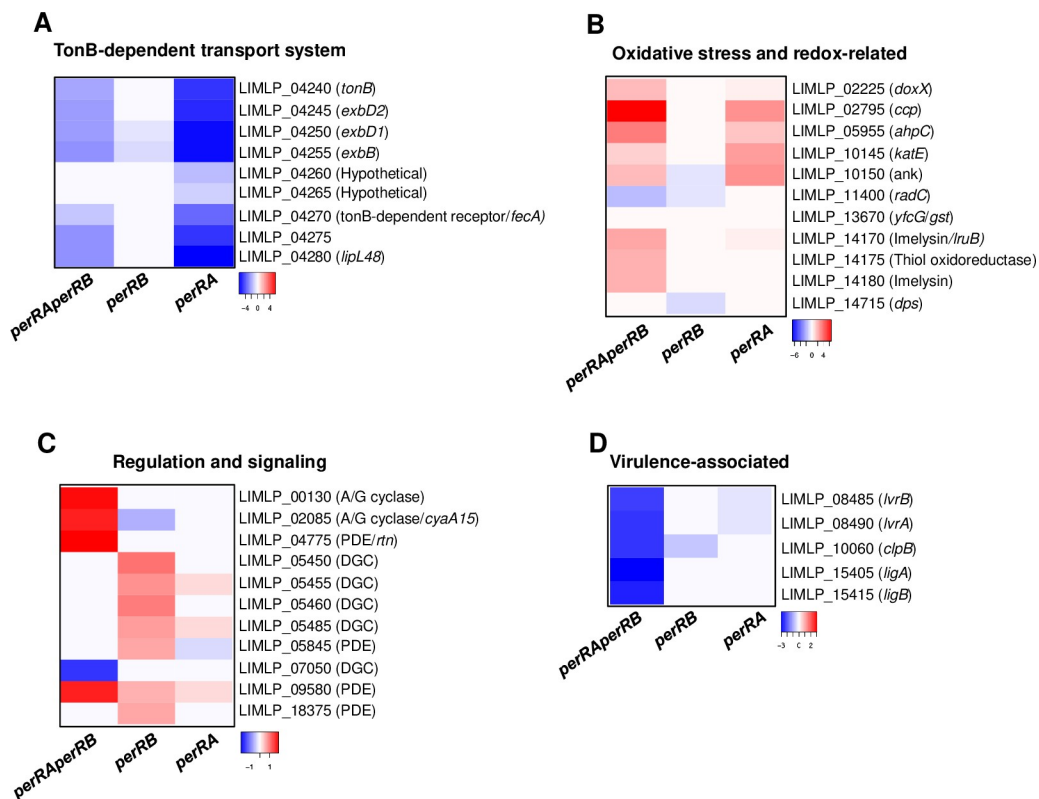 A
TonB-dependent transport system
LIMLP_04240 (tonB)
LIMLP_04245 (exbD2)
LIMLP_04250 (exbD1)
LIMLP_04255 (exbB)
LIMLP_04260 (Hypothetical)
LIMLP_04265 (Hypothetical)
LIMLP_04270 (tonB-dependent receptor/fecA)
LIMLP_04275
LIMLP_04280 (lipL48)
perRAperRB
perRB
perRA
-4 0 4
B
Oxidative stress and redox-related
LIMLP_02225 (doxX)
LIMLP_02795 (ccp)
LIMLP_05955 (ahpC)
LIMLP_10145 (katE)
LIMLP_10150 (ank)
LIMLP_11400 (radC)
LIMLP_13670 (yfcG/gst)
LIMLP_14170 (Imelysin/lruB)
LIMLP_14175 (Thiol oxidoreductase)
LIMLP_14180 (Imelysin)
LIMLP_14715 (dps)
perRAperRB
perRB
perRA
-6 0 4
C
Regulation and signaling
LIMLP_00130 (A/G cyclase)
LIMLP_02085 (A/G cyclase/cyaA15)
LIMLP_04775 (PDE/rtn)
LIMLP_05450 (DGC)
LIMLP_05455 (DGC)
LIMLP_05460 (DGC)
LIMLP_05485 (DGC)
LIMLP_05845 (PDE)
LIMLP_07050 (DGC)
LIMLP_09580 (PDE)
LIMLP_18375 (PDE)
perRAperRB
perRB
perRA
-1 1
D
Virulence-associated
LIMLP_08485 (lvrB)
LIMLP_08490 (lvrA)
LIMLP_10060 (clpB)
LIMLP_15405 (ligA)
LIMLP_15415 (ligB)
perRAperRB
perRB
perRA
-3 C 2